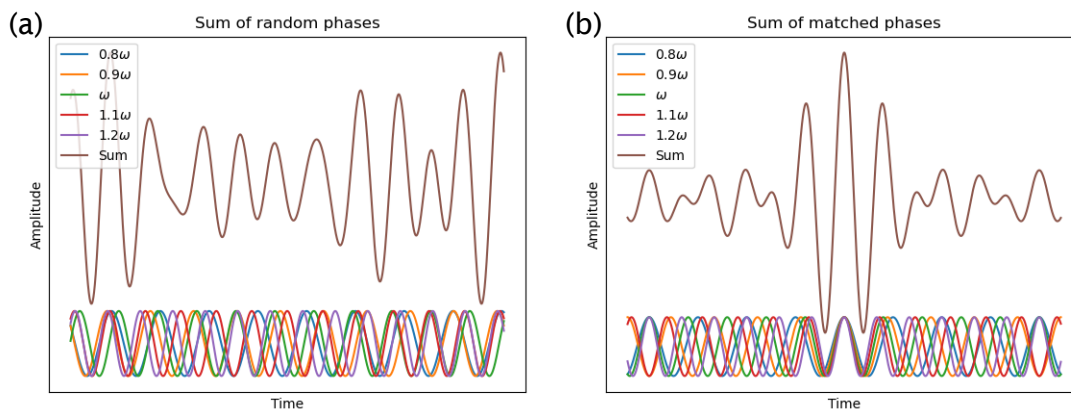 (a)
Sum of random phases
0.8ω
0.9ω
ω
1.1ω
1.2ω
Sum
Amplitude
Time
(b)
Sum of matched phases
0.8ω
0.9ω
ω
1.1ω
1.2ω
Sum
Amplitude
Time